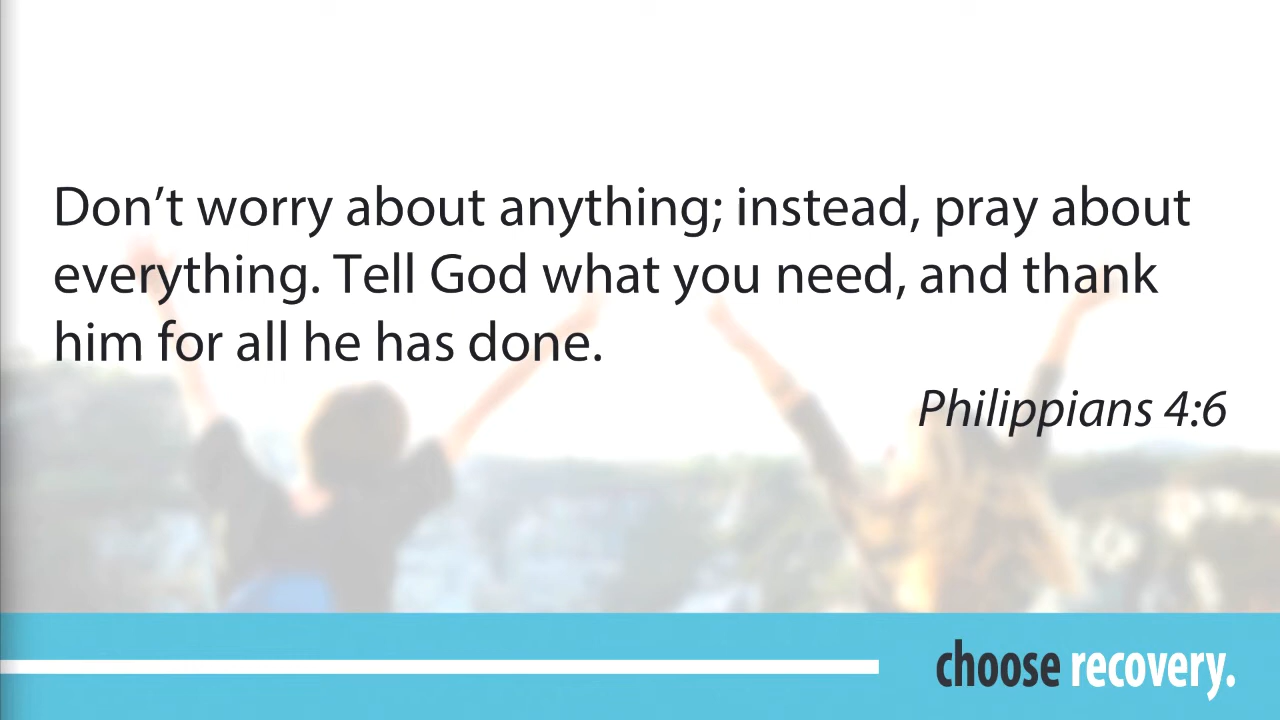 Don’t worry about anything; instead, pray about
everything. Tell God what you need, and thank
him for all he has done.
Philippians 4:6
choose recovery.